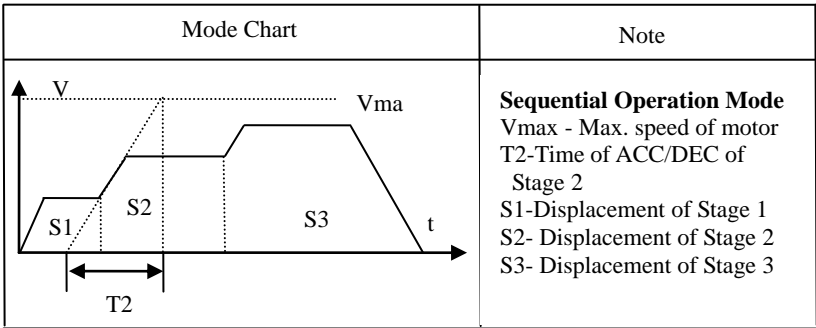 Mode Chart
Note
V
Vma
S1
S2
S3
t
T2
Sequential Operation Mode
Vmax - Max. speed of motor
T2-Time of ACC/DEC of
Stage 2
S1-Displacement of Stage 1
S2- Displacement of Stage 2
S3- Displacement of Stage 3